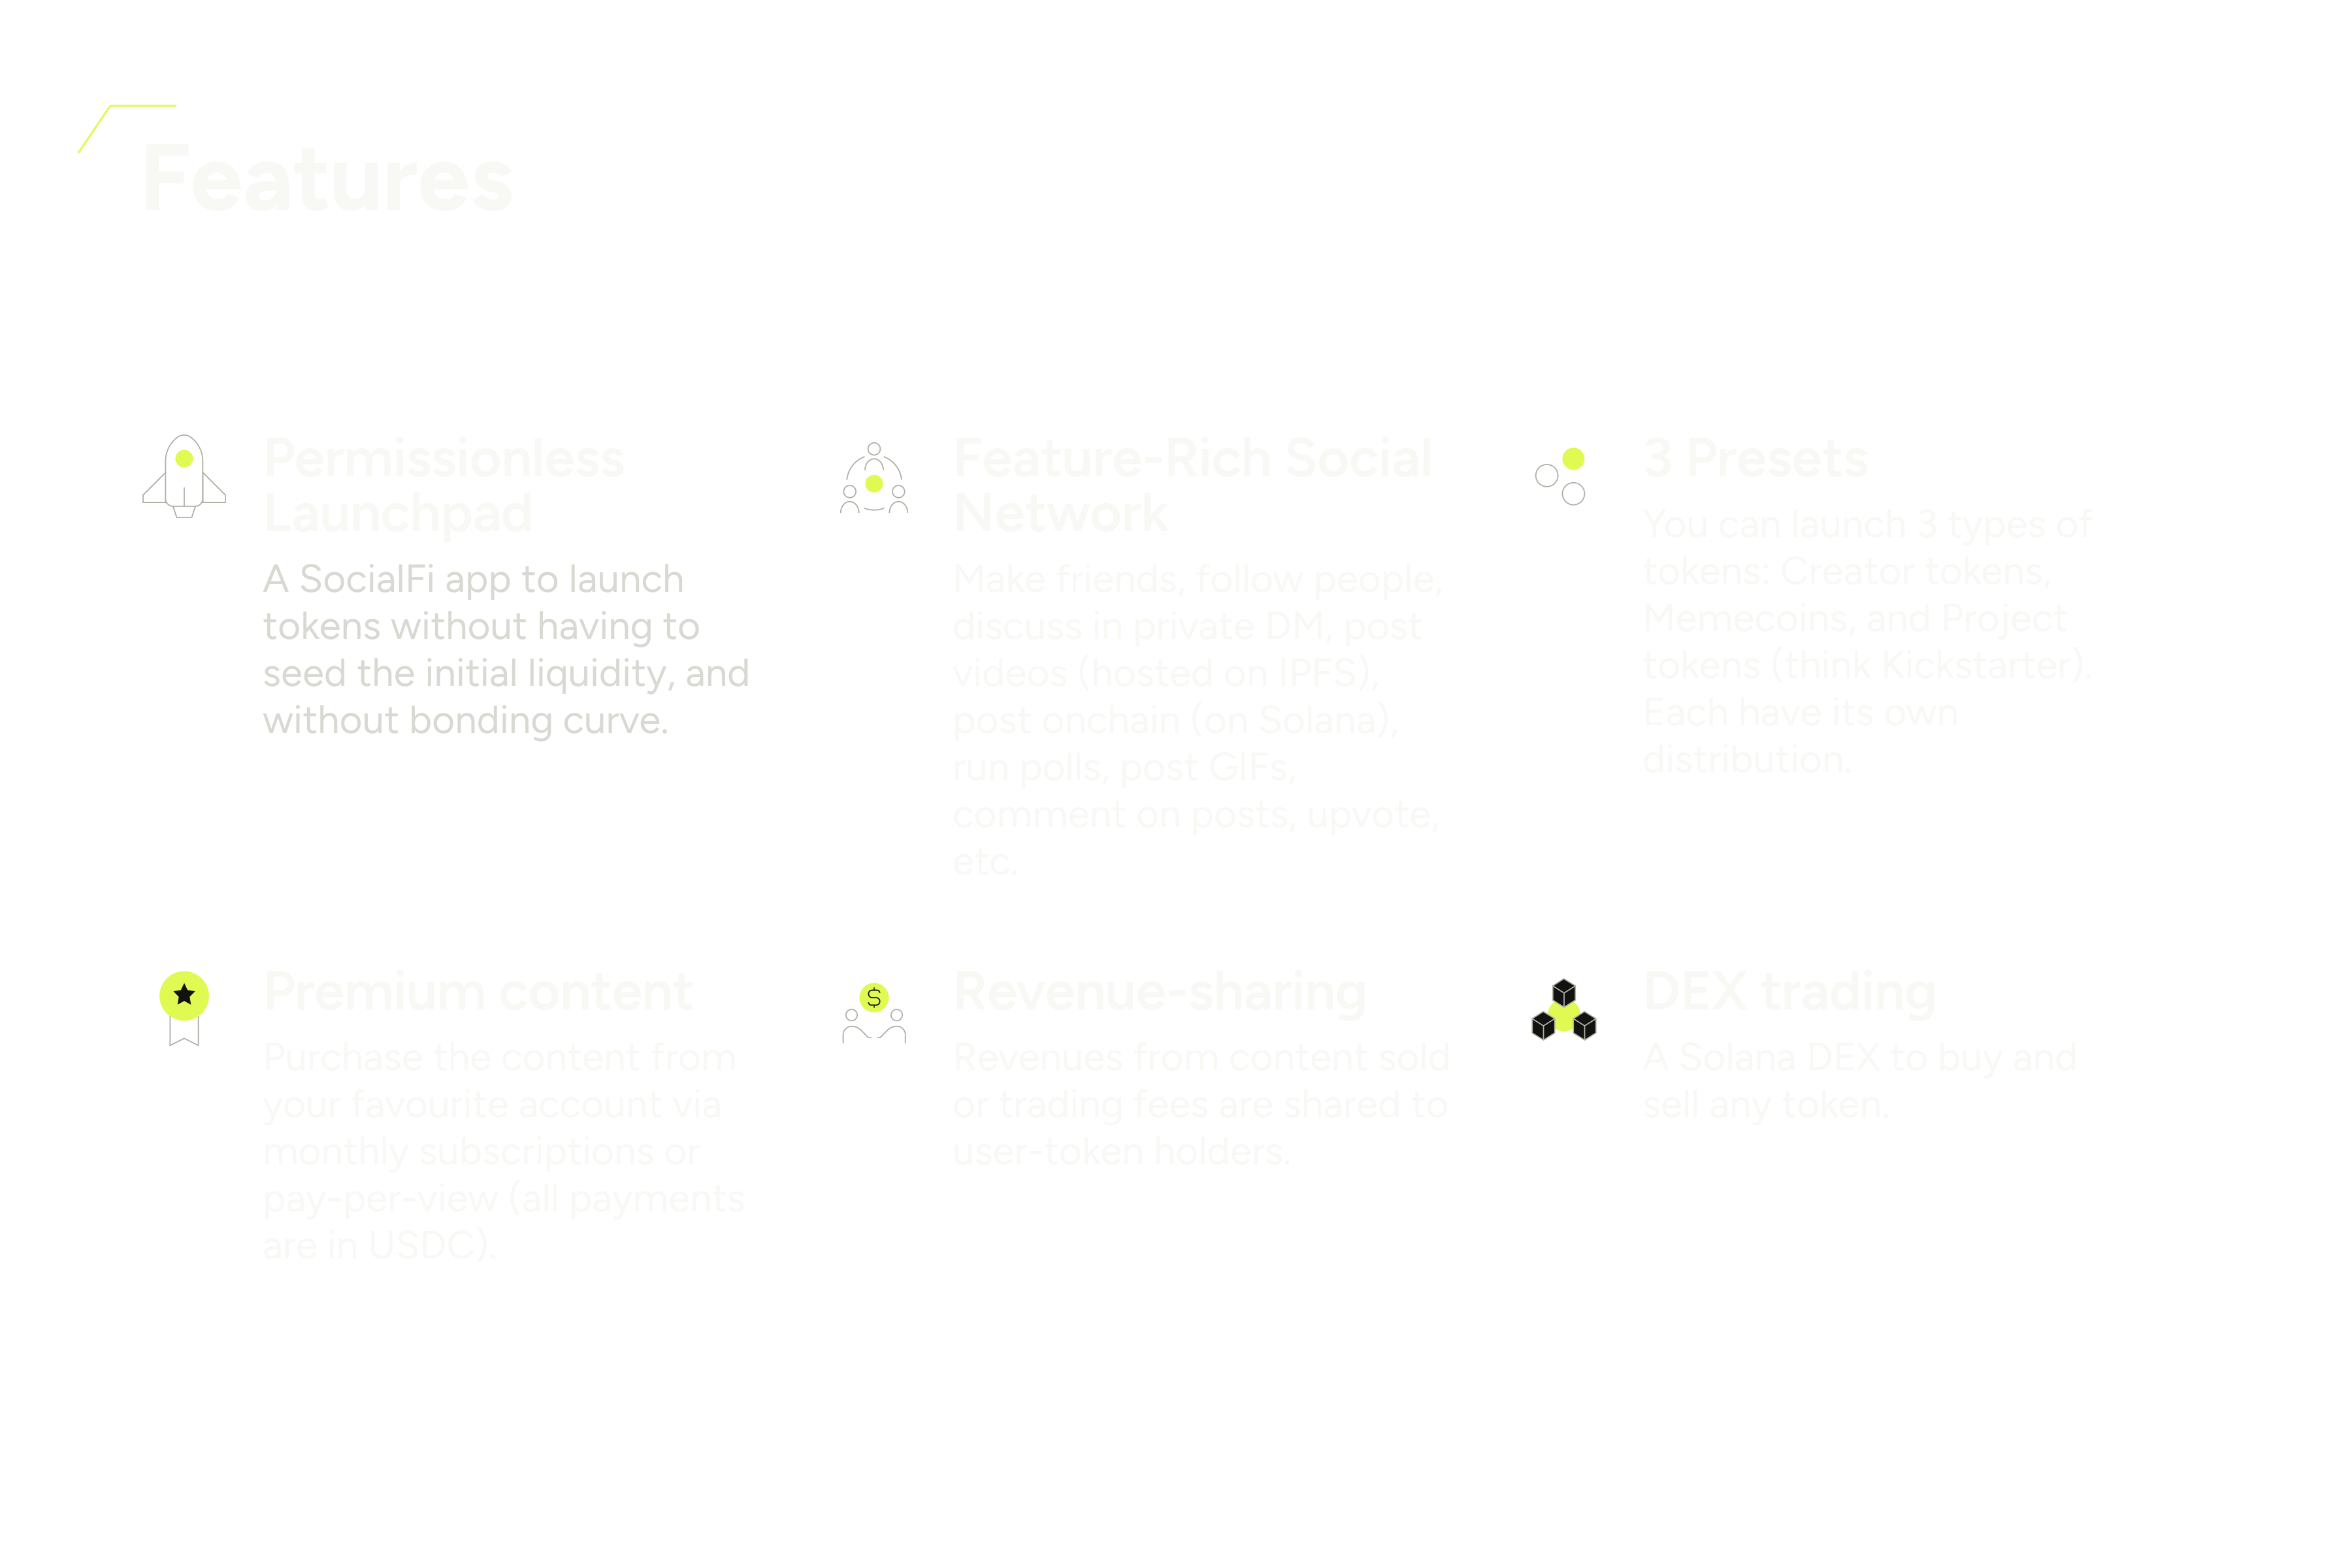 Features
Permissionless
Launchpad
A SocialFi app to launch
tokens without having to
seed the initial liquidity, and
without bonding curve.
Feature-Rich Social
Network
Make friends, follow people,
discuss in private DM, post
videos (hosted on IPFS),
post onchain (on Solana),
run polls, post GIFs,
comment on posts, upvote,
etc.
3 Presets
You can launch 3 types of
tokens: Creator tokens,
Memecoins, and Project
tokens (think Kickstarter).
Each have its own
distribution.
Premium content
Purchase the content from
your favourite account via
monthly subscriptions or
pay-per-view (all payments
are in USDC).
$
Revenue-sharing
Revenues from content sold
or trading fees are shared to
user-token holders.
DEX trading
A Solana DEX to buy and
sell any token.